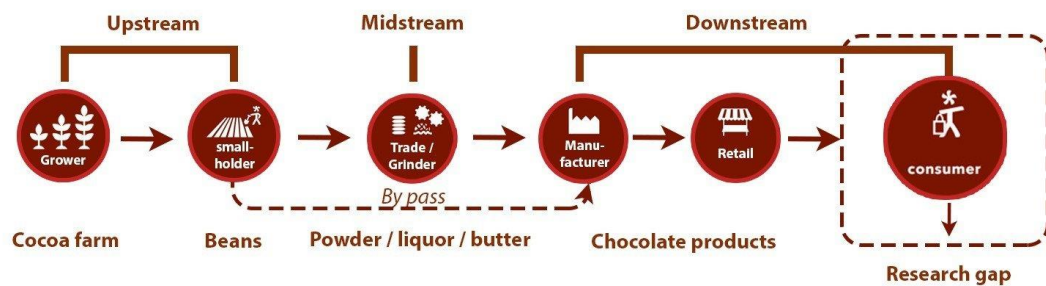 Upstream
Midstream
Downstream
Grower
small-
holder
Trade /
Grinder
Manu-
facturer
Retail
consumer
By pass
Cocoa farm
Beans
Powder / liquor / butter
Chocolate products
Research gap